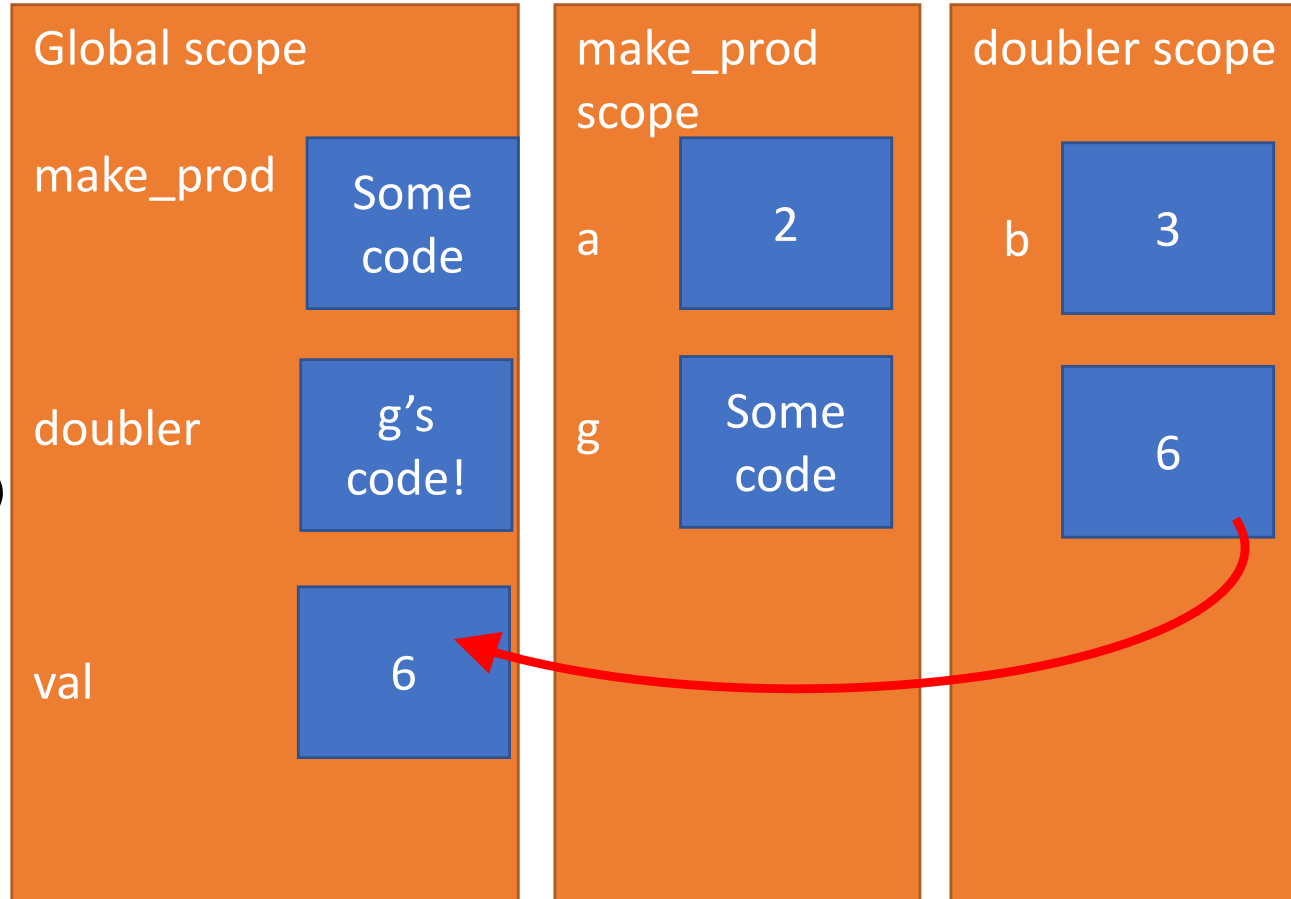 Global scope
make_prod
Some
code
doubler
g’s
code!
val
6
make_prod
scope
a
2
g
Some
code
doubler scope
b
3
6
)